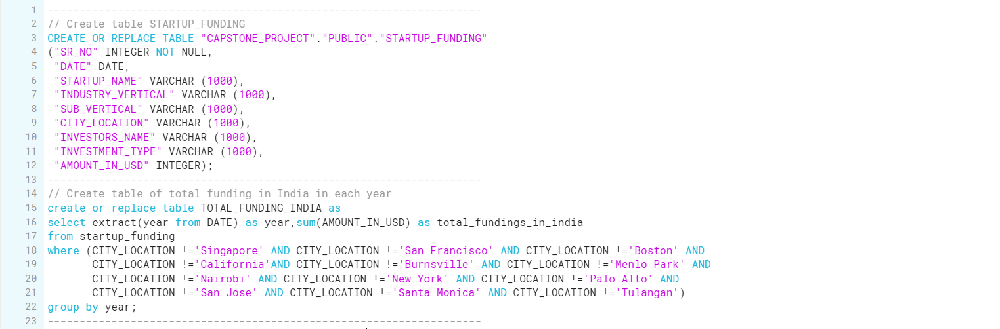 1 --------------------------------------------------------------------
2 // Create table STARTUP_FUNDING
3 CREATE OR REPLACE TABLE "CAPSTONE_PROJECT"."PUBLIC"."STARTUP_FUNDING"
4 ("SR_NO" INTEGER NOT NULL,
5 "DATE" DATE,
6 "STARTUP_NAME" VARCHAR (1000),
7 "INDUSTRY_VERTICAL" VARCHAR (1000),
8 "SUB_VERTICAL" VARCHAR (1000),
9 "CITY_LOCATION" VARCHAR (1000),
10 "INVESTORS_NAME" VARCHAR (1000),
11 "INVESTMENT_TYPE" VARCHAR (1000),
12 "AMOUNT_IN_USD" INTEGER);
13 --------------------------------------------------------------------
14 // Create table of total funding in India in each year
15 create or replace table TOTAL_FUNDING_INDIA as
16 select extract(year from DATE) as year,sum(AMOUNT_IN_USD) as total_fundings_in_india
17 from startup_funding
18 where (CITY_LOCATION !='Singapore' AND CITY_LOCATION !='San Francisco' AND CITY_LOCATION !='Boston' AND
19 CITY_LOCATION !='California'AND CITY_LOCATION !='Burnsville' AND CITY_LOCATION !='Menlo Park' AND
20 CITY_LOCATION !='Nairobi' AND CITY_LOCATION !='New York' AND CITY_LOCATION !='Palo Alto' AND
21 CITY_LOCATION !='San Jose' AND CITY_LOCATION !='Santa Monica' AND CITY_LOCATION !='Tulangan')
22 group by year;
23 --------------------------------------------------------------------